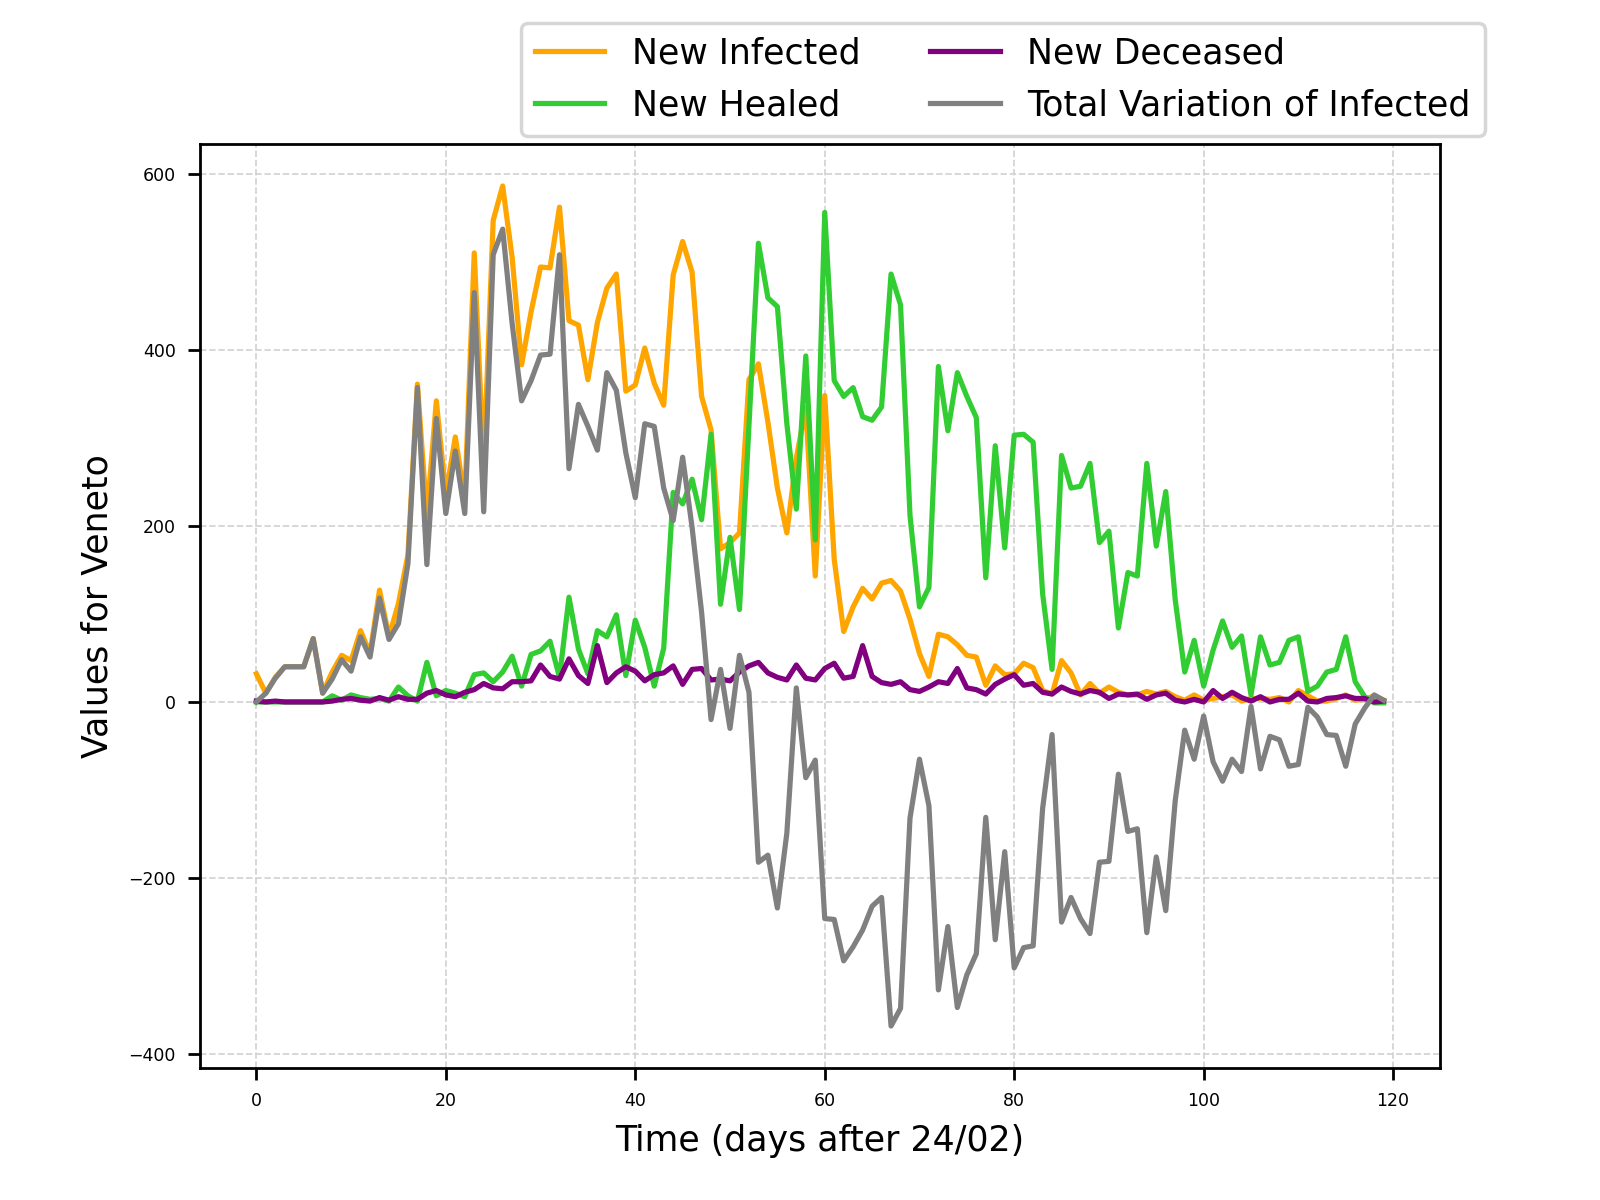 New Infected
New Healed
New Deceased
Total Variation of Infected
Values for Veneto
600
400
200
0
−200
−400
0 20 40 60 80 100 120
Time (days after 24/02)